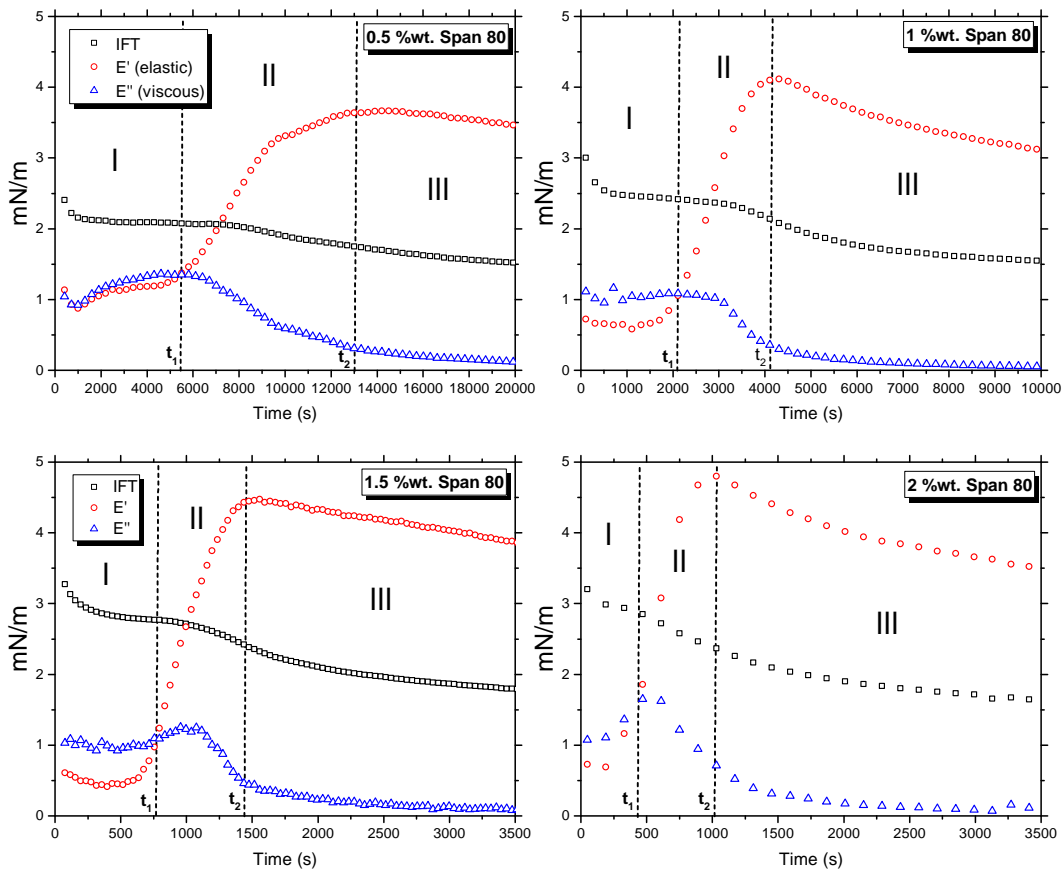 0.5 %wt. Span 80
IFT
E' (elastic)
E'' (viscous)
I
II
III
t1
t2
mN/m
5
4
3
2
1
0
0 2000 4000 6000 8000 10000 12000 14000 16000 18000 20000
Time (s)
1 %wt. Span 80
I
II
III
t1
t2
mN/m
5
4
3
2
1
0
0 1000 2000 3000 4000 5000 6000 7000 8000 9000 10000
Time (s)
1.5 %wt. Span 80
IFT
E'
E''
I
II
III
t1
t2
mN/m
5
4
3
2
1
0
0 500 1000 1500 2000 2500 3000 3500
Time (s)
2 %wt. Span 80
I
II
III
t1
t2
mN/m
5
4
3
2
1
0
0 500 1000 1500 2000 2500 3000 3500
Time (s)